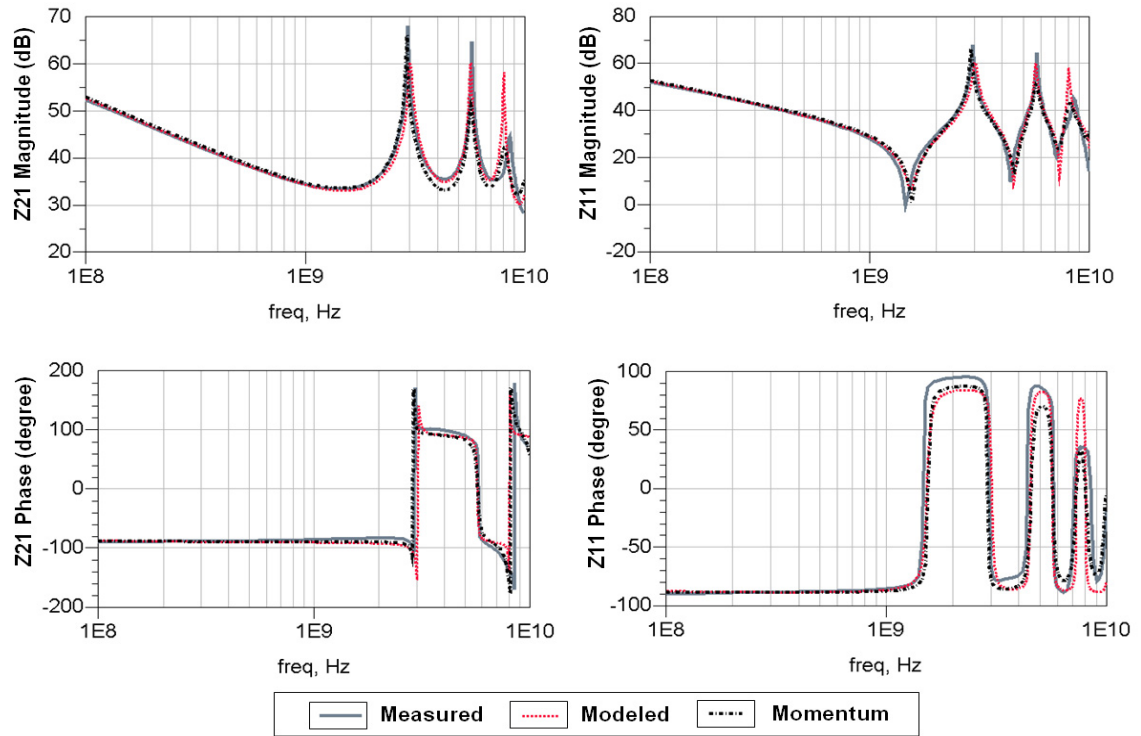 Z21 Magnitude (dB)
70
60
50
40
30
20
1E8
1E9
1E10
freq, Hz
Z11 Magnitude (dB)
80
60
40
20
0
-20
1E8
1E9
1E10
freq, Hz
Z21 Phase (degree)
200
100
0
-100
-200
1E8
1E9
1E10
freq, Hz
Z11 Phase (degree)
100
50
0
-50
-100
1E8
1E9
1E10
freq, Hz
Measured
Modeled
Momentum